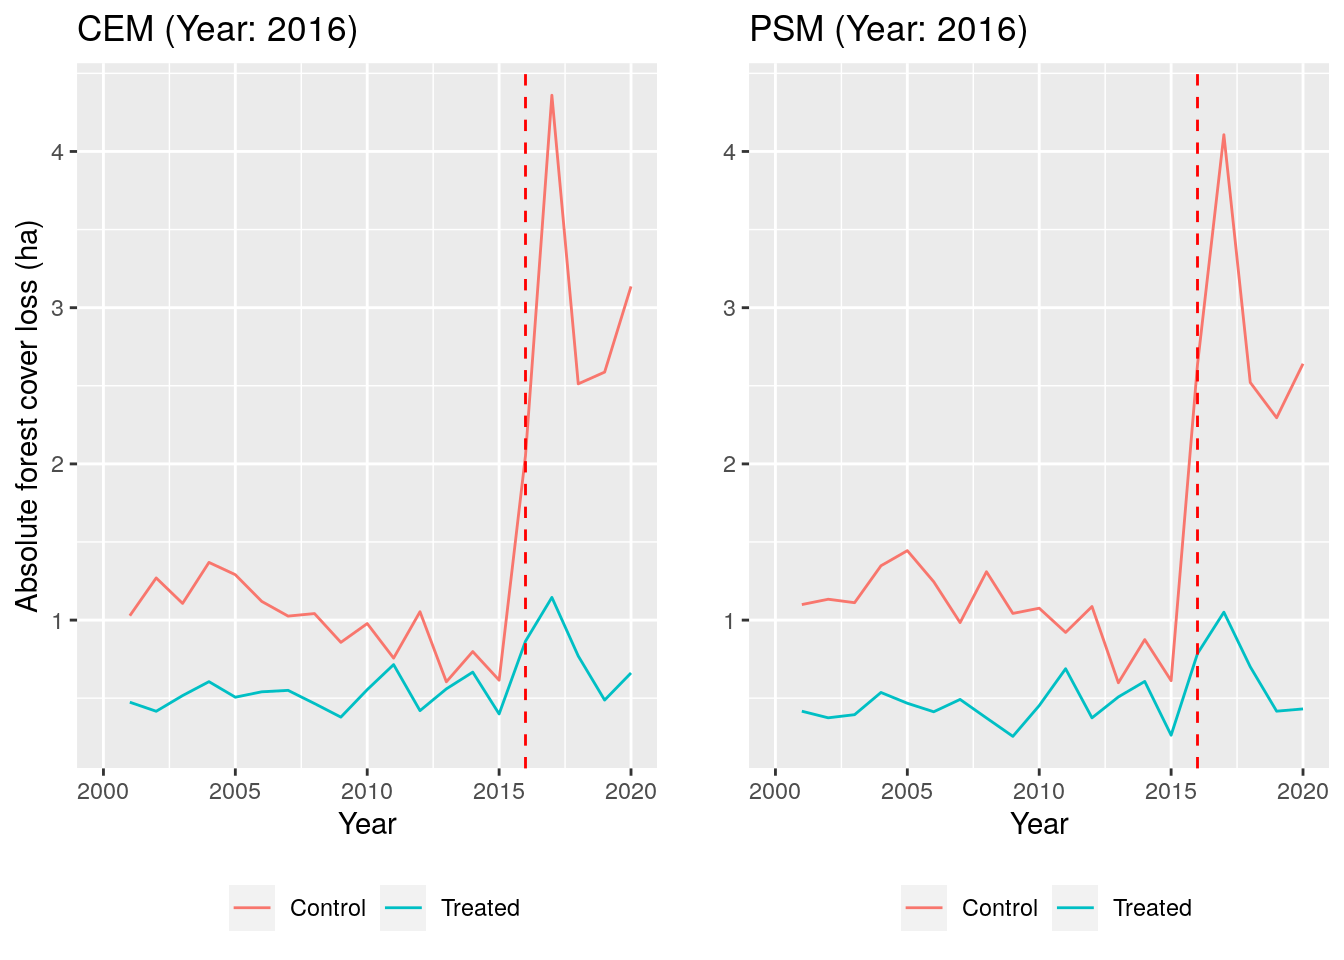 CEM (Year: 2016)
PSM (Year: 2016)
Absolute forest cover loss (ha)
4
3
2
1
2000 2005 2010 2015 2020
Year
4
3
2
1
2000 2005 2010 2015 2020
Year
Control Treated
Control Treated